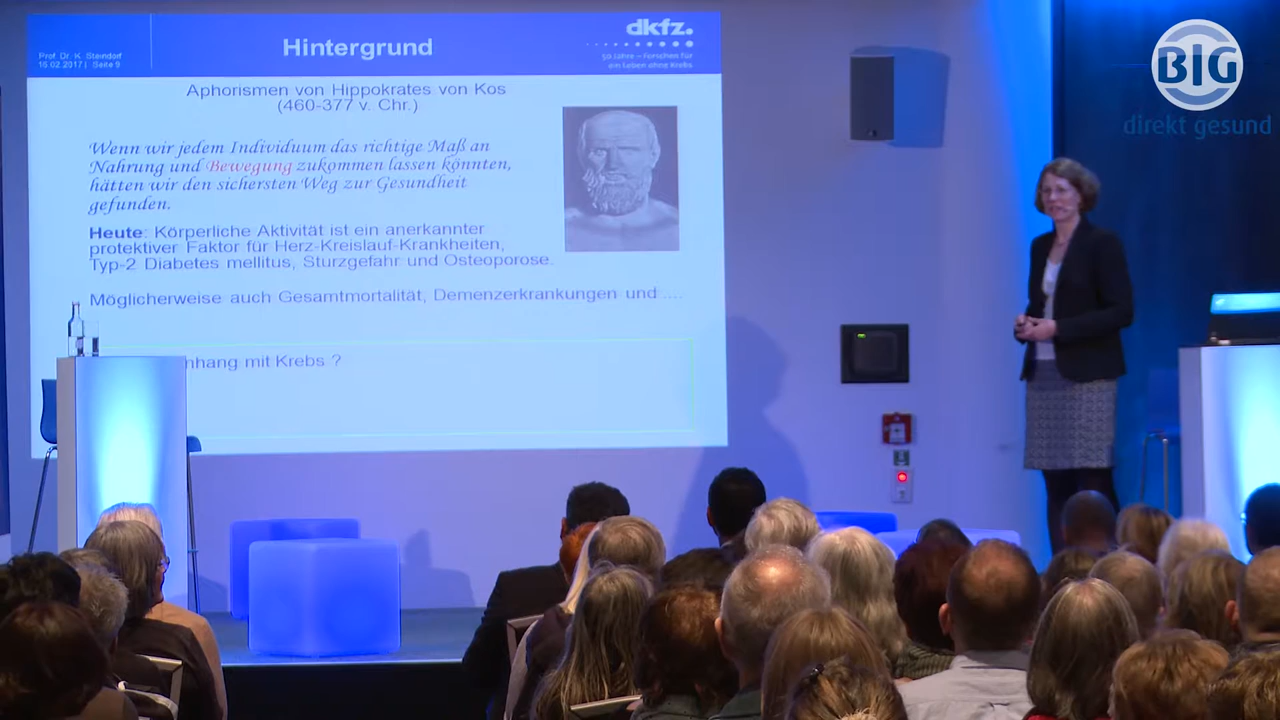 Prof. Dr. K. Steindorf
16.02.2017 | Seite 9
Hintergrund
dkfz.
50 Jahre – Forschen für
ein Leben ohne Krebs
Aphorismen von Hippokrates von Kos
(460-377 v. Chr.)
Wenn wir jedem Individuum das richtige Maß an
Nahrung und Bewegung zukommen lassen könnten,
hätten wir den sichersten Weg zur Gesundheit
gefunden.
Heute: Körperliche Aktivität ist ein anerkannter
protektiver Faktor für Herz-Kreislauf-Krankheiten,
Typ-2 Diabetes mellitus, Sturzgefahr und Osteoporose.
Möglicherweise auch Gesamtmortalität, Demenzerkrankungen und ....
mit Krebs ?
BIG
direkt gesund